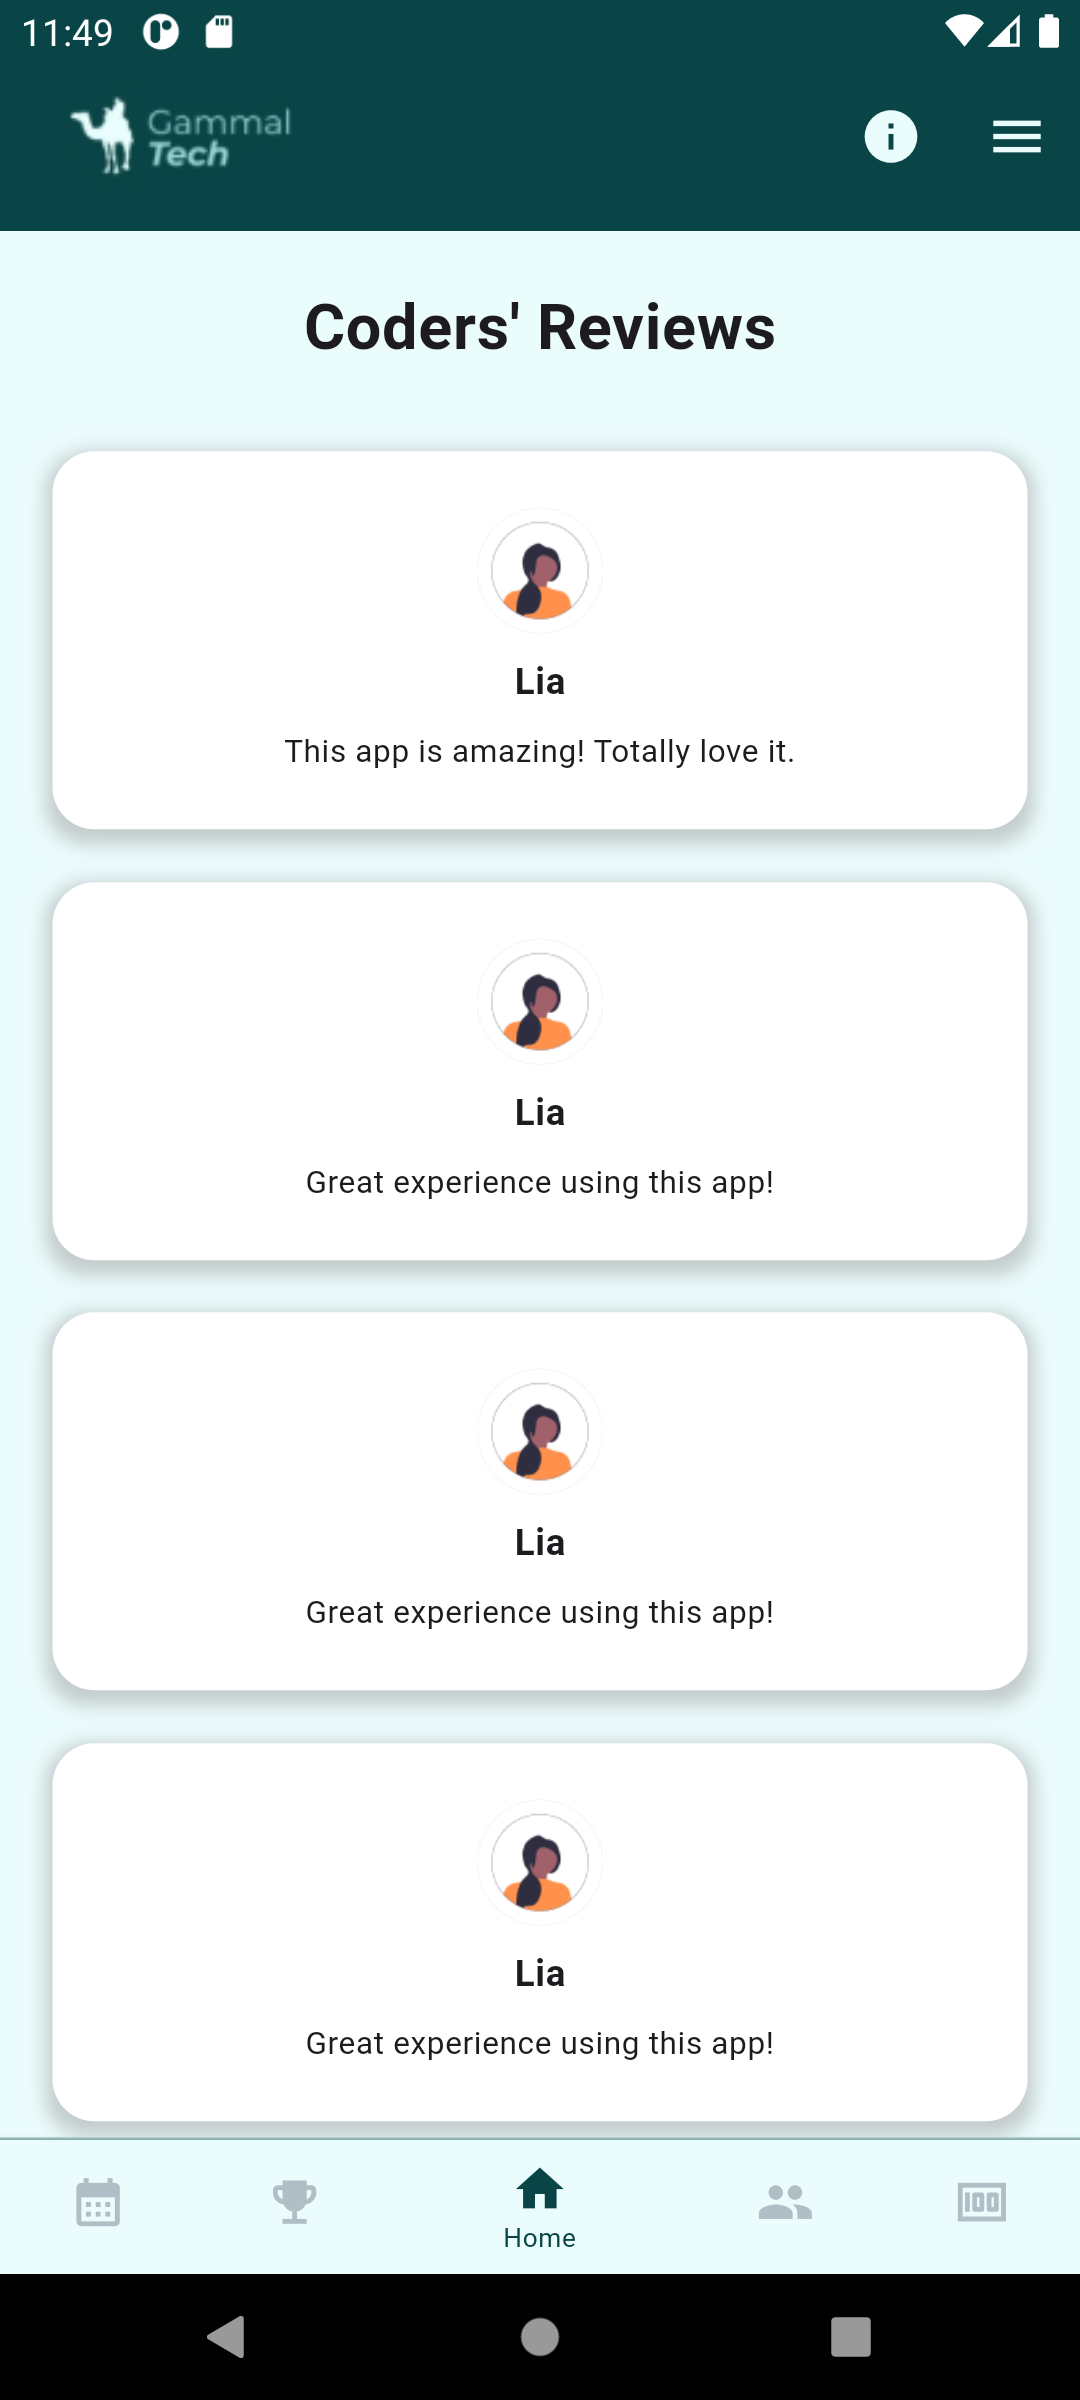 11:49
Gammal
Tech
Coders' Reviews
Lia
This app is amazing! Totally love it.
Lia
Great experience using this app!
Lia
Great experience using this app!
Lia
Great experience using this app!
Home